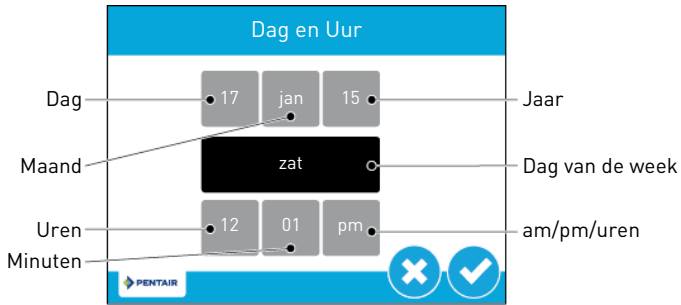 Dag en Uur
Dag 17 jan 15 Jaar
Maand zat Dag van de week
Uren 12 01 pm am/pm/uren
Minuten
PENTAIR